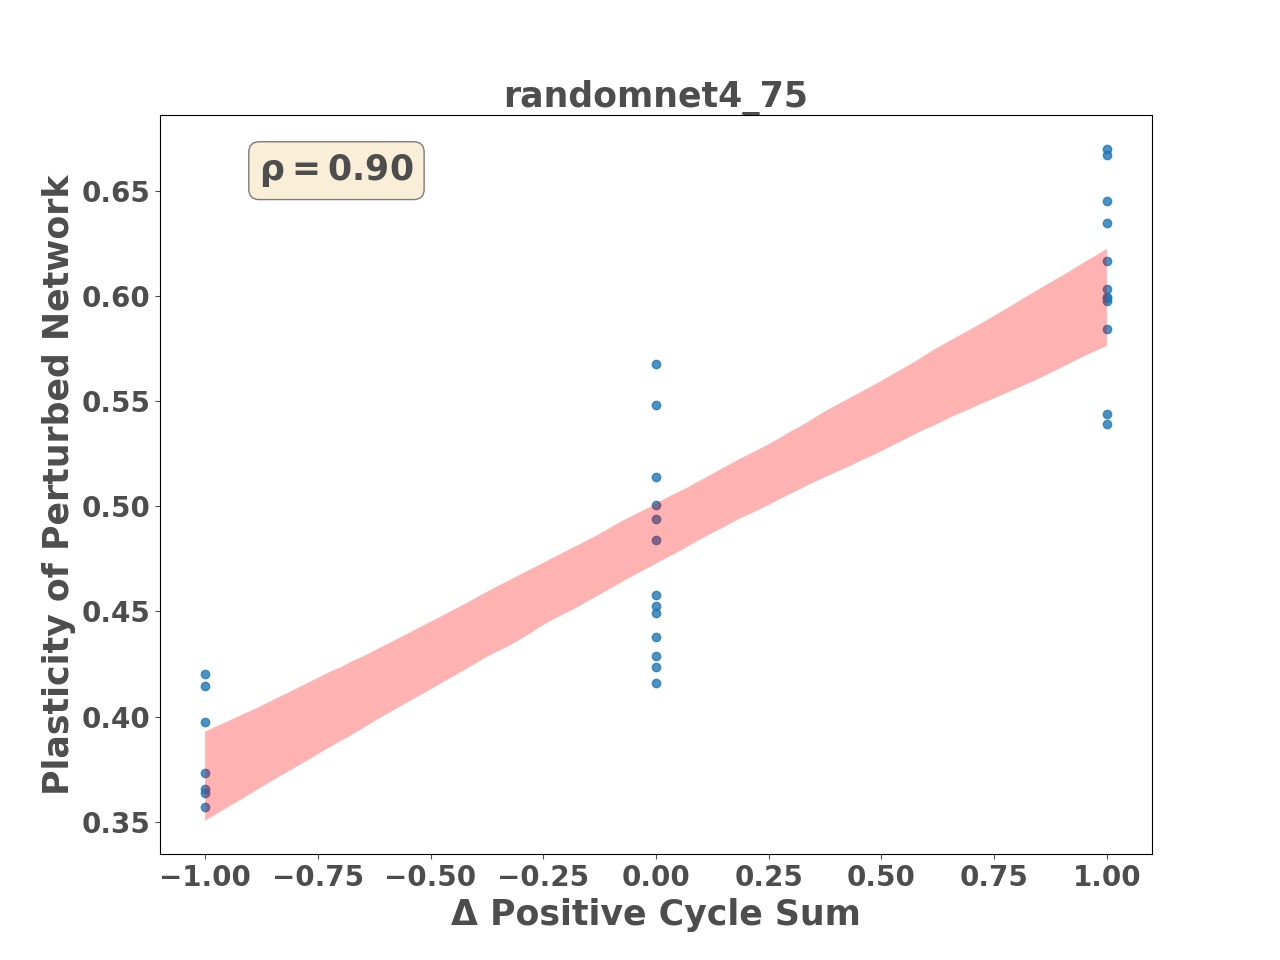 randomnet4_75
ρ = 0.90
Plasticity of Perturbed Network
0.65
0.60
0.55
0.50
0.45
0.40
0.35
−1.00 −0.75 −0.50 −0.25 0.00 0.25 0.50 0.75 1.00
Δ Positive Cycle Sum